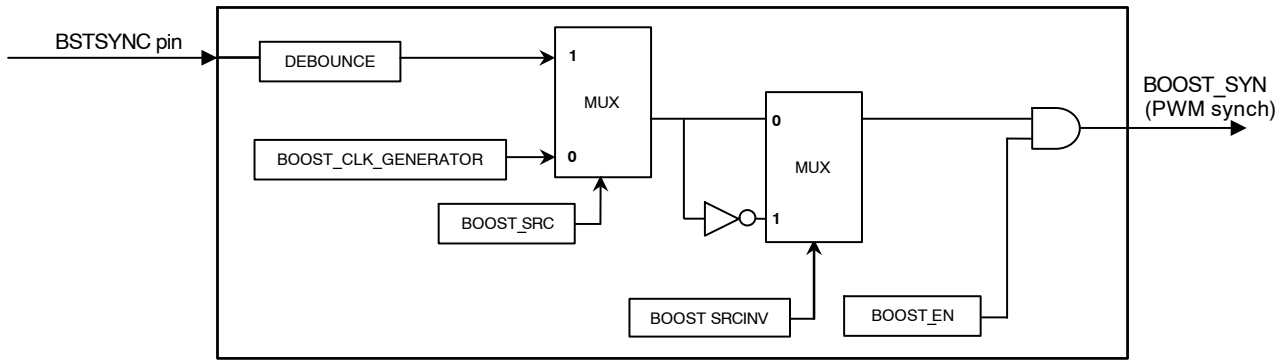 BSTSYNC pin
DEBOUNCE
1
MUX
BOOST_CLK_GENERATOR
0
BOOST_SRC
0
MUX
1
BOOST SRCINV
BOOST_EN
BOOST_SYN
(PWM synch)